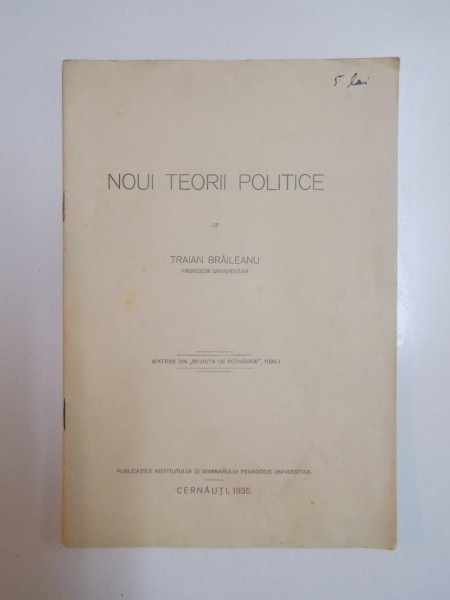 5 lei
NOUI TEORII POLITICE
DE
TRAIAN BRĂILEANU
PROFESOR UNIVERSITAR
(EXTRAS DIN „REVISTA DE PEDAGOGIE", 1935.)
PUBLICAȚIILE INSTITUTULUI ȘI SEMINARULUI PEDAGOGIC UNIVERSITAR.
CERNĂUȚI, 1935.